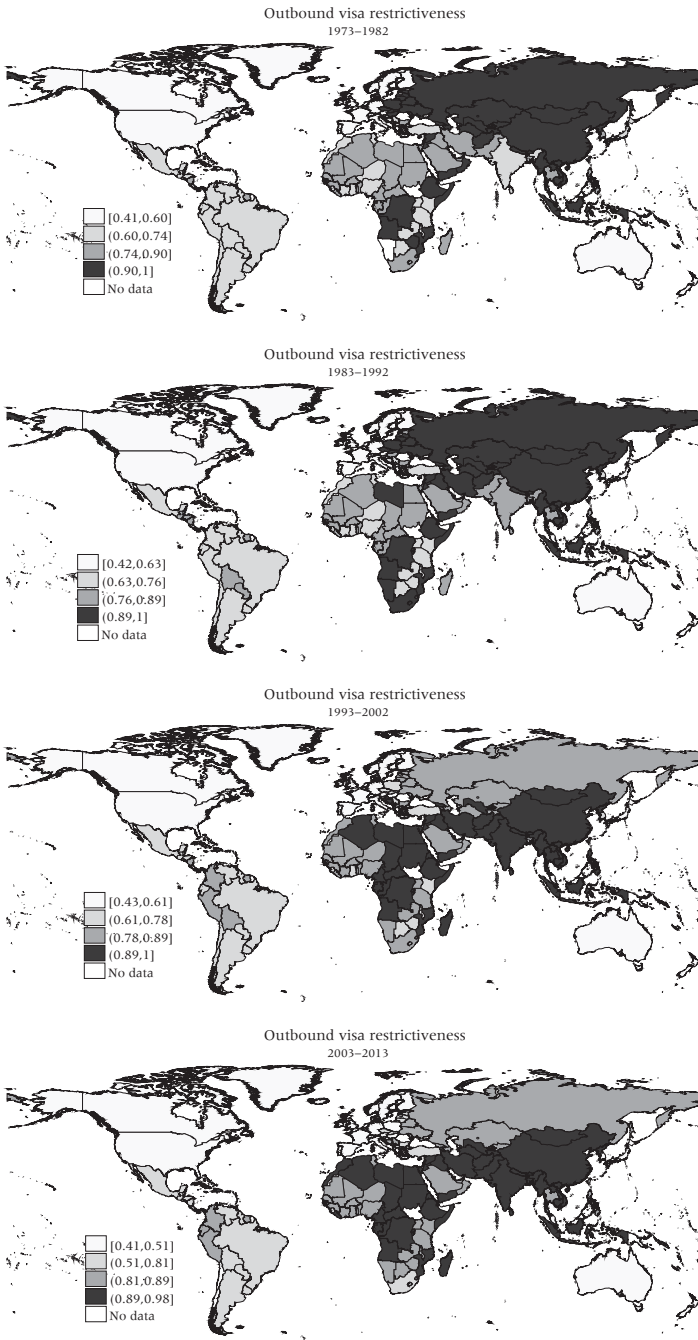 Outbound visa restrictiveness
1973–1982
[0.41,0.60]
(0.60,0.74]
(0.74,0.90]
(0.90,1]
No data
Outbound visa restrictiveness
1983–1992
[0.42,0.63]
(0.63,0.76]
(0.76,0.89]
(0.89,1]
No data
Outbound visa restrictiveness
1993–2002
[0.43,0.61]
(0.61,0.78]
(0.78,0.89]
(0.89,1]
No data
Outbound visa restrictiveness
2003–2013
[0.41,0.51]
(0.51,0.81]
(0.81,0.89]
(0.89,0.98]
No data